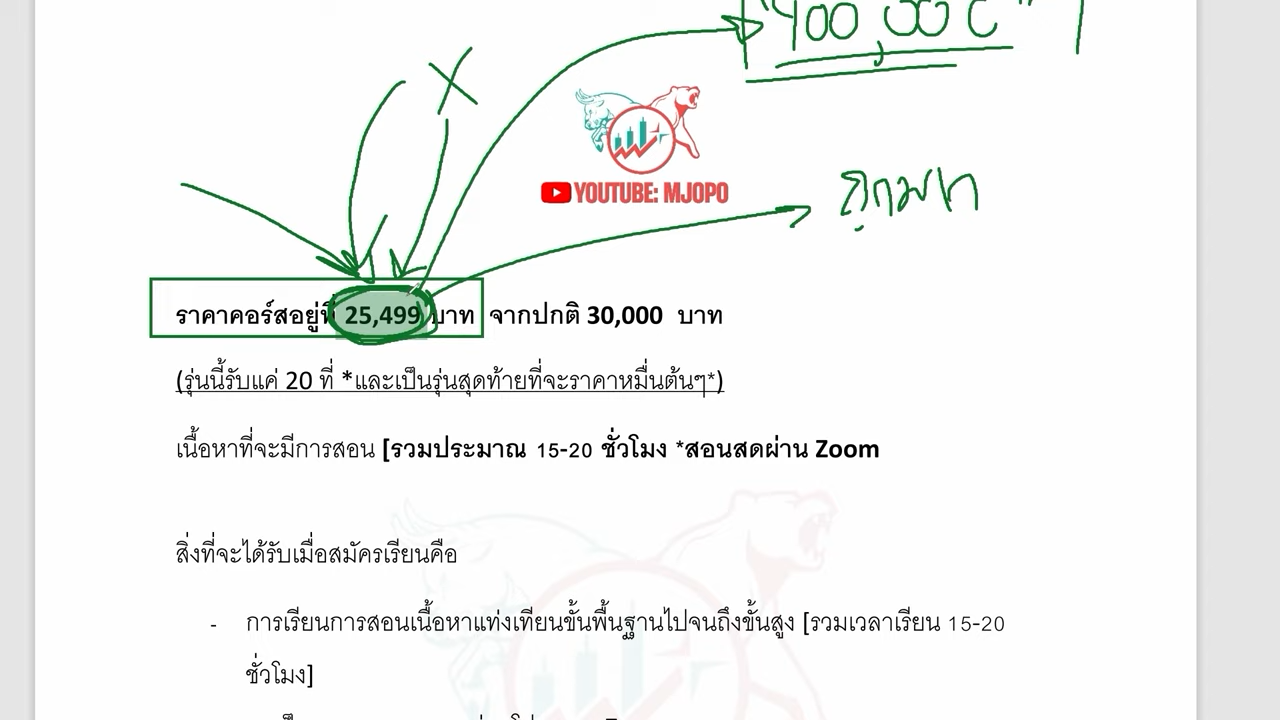 "400,000"
YOUTUBE: MJOPO
ถูกมาก
ราคาคอร์สอยู่ที่ 25,499 บาท จากปกติ 30,000 บาท
(รุ่นนี้รับแค่ 20 ที่ *และเป็นรุ่นสุดท้ายที่จะราคาหมื่นต้นๆ*)
เนื้อหาที่จะมีการสอน [รวมประมาณ 15-20 ชั่วโมง *สอนสดผ่าน Zoom
สิ่งที่จะได้รับเมื่อสมัครเรียนคือ
- การเรียนการสอนเนื้อหาแท่งเทียนขั้นพื้นฐานไปจนถึงขั้นสูง [รวมเวลาเรียน 15-20
ชั่วโมง]